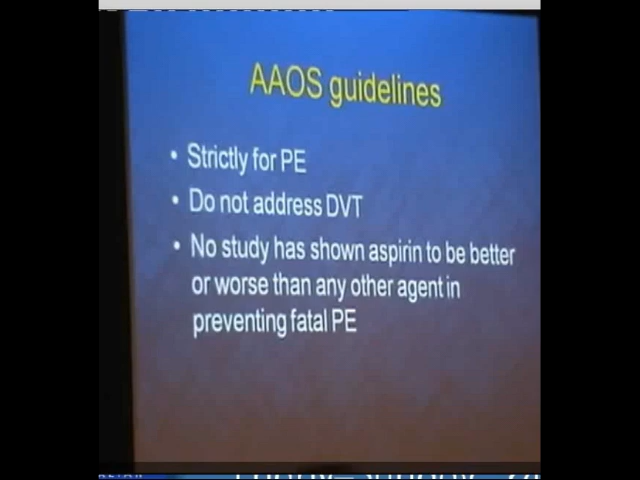 AAOS guidelines
• Strictly for PE
• Do not address DVT
• No study has shown aspirin to be better
or worse than any other agent in
preventing fatal PE